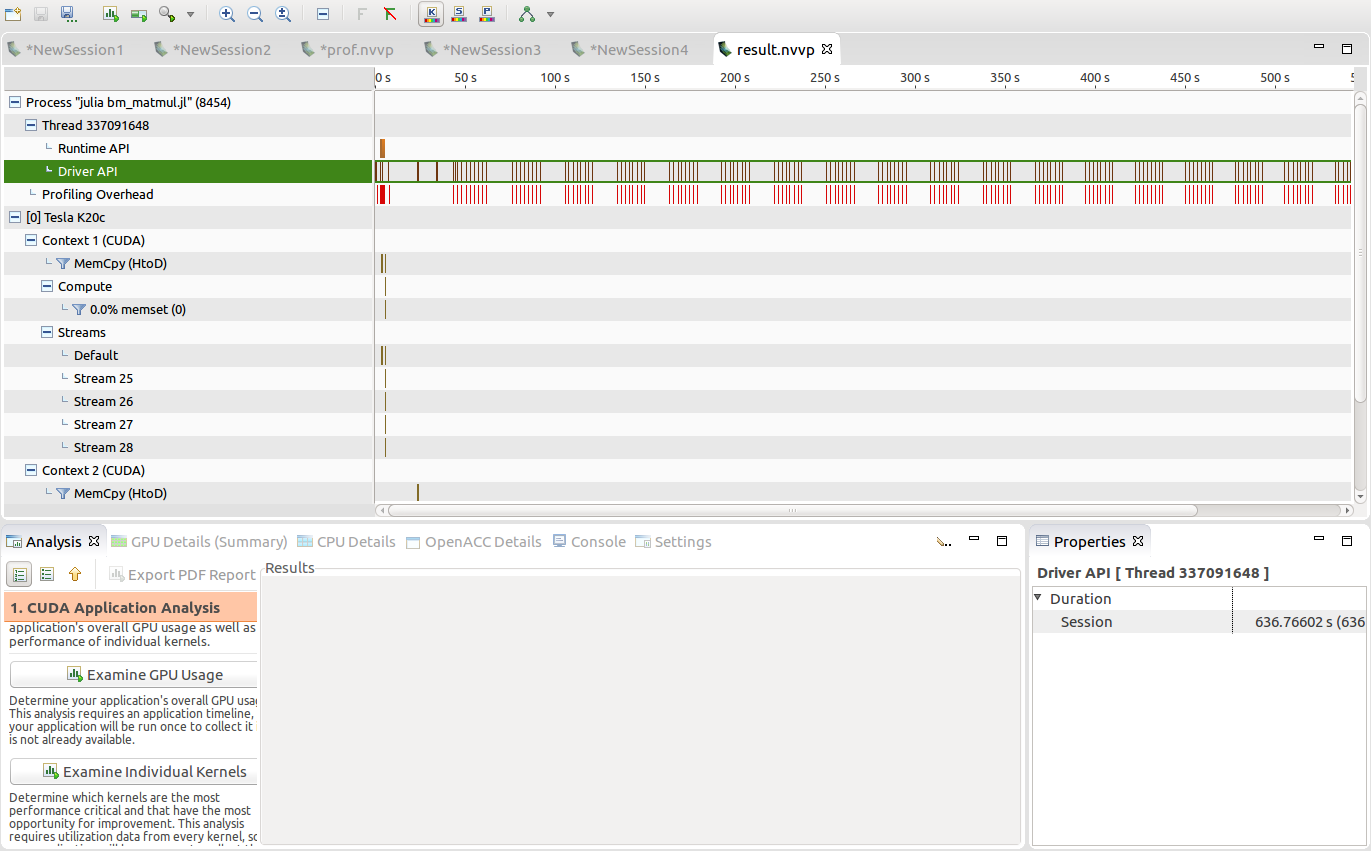 *NewSession1 *NewSession2 *prof.nvvp *NewSession3 *NewSession4 result.nvvp
0 s 50 s 100 s 150 s 200 s 250 s 300 s 350 s 400 s 450 s 500 s 5
Process "julia bm_matmul.jl" (8454)
Thread 337091648
Runtime API
Driver API
Profiling Overhead
[0] Tesla K20c
Context 1 (CUDA)
MemCpy (HtoD)
Compute
0.0% memset (0)
Streams
Default
Stream 25
Stream 26
Stream 27
Stream 28
Context 2 (CUDA)
MemCpy (HtoD)
Analysis GPU Details (Summary) CPU Details OpenACC Details Console Settings
Export PDF Report
1. CUDA Application Analysis
application's overall GPU usage as well as
performance of individual kernels.
Examine GPU Usage
Determine your application's overall GPU usag
This analysis requires an application timeline,
your application will be run once to collect it
is not already available.
Examine Individual Kernels
Determine which kernels are the most
performance critical and that have the most
opportunity for improvement. This analysis
requires utilization data from every kernel, so
Results
Properties
Driver API [ Thread 337091648 ]
Duration
Session 636.76602 s (636